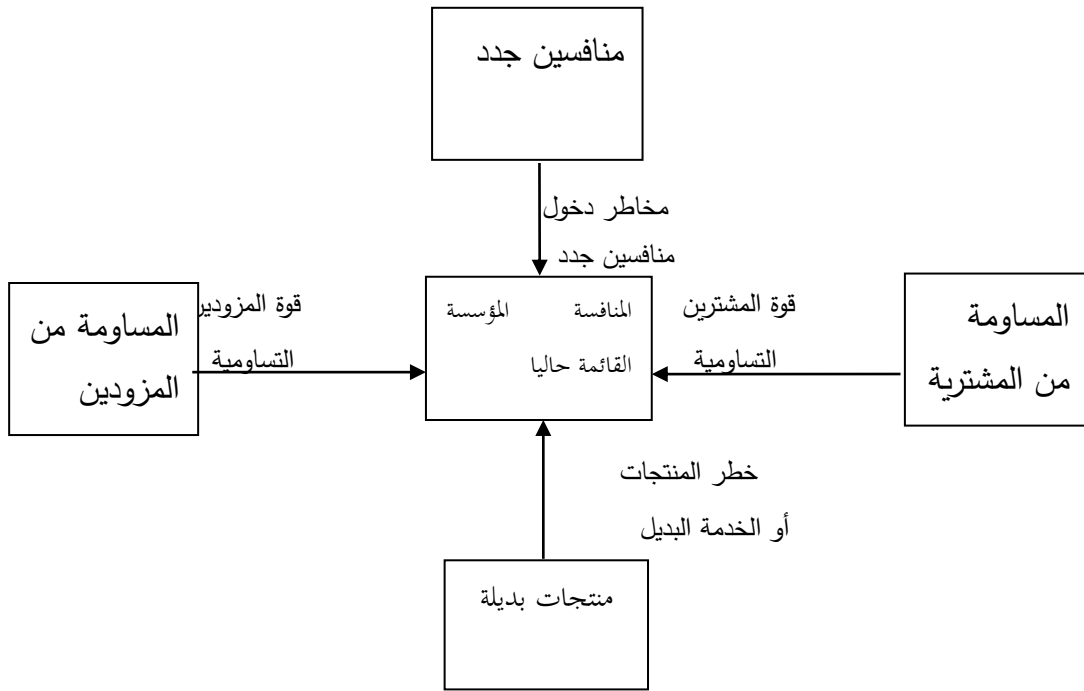 منافسين جدد
مخاطر دخول
منافسين جدد
المساومة
من المشترية
قوة المشترين
التساومية
المنافسة المؤسسة
القائمة حاليا
قوة المزودين
التساومية
المساومة من
المزودين
خطر المنتجات
أو الخدمة البديل
منتجات بديلة